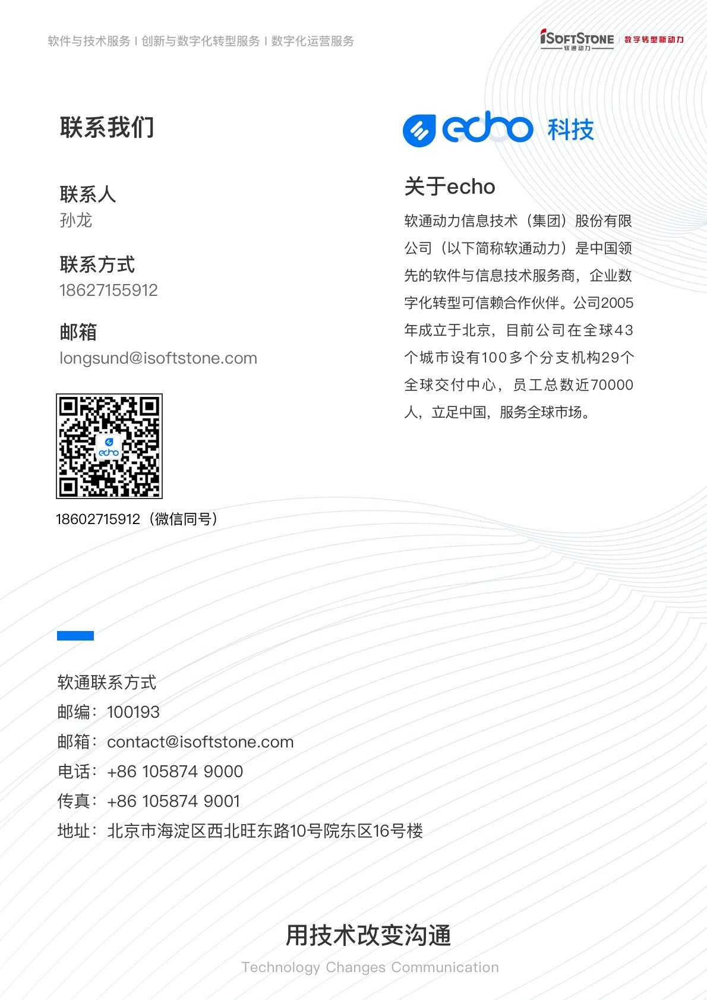 软件与技术服务 | 创新与数字化转型服务 | 数字化运营服务
iSOFTSTONE
软通动力
数字转型新动力
联系我们
联系人
孙龙
联系方式
18627155912
邮箱
longsund@isoftstone.com
echo
18602715912（微信同号）
echo 科技
关于echo
软通动力信息技术（集团）股份有限
公司（以下简称软通动力）是中国领
先的软件与信息技术服务商，企业数
字化转型可信赖合作伙伴。公司2005
年成立于北京，目前公司在全球43
个城市设有100多个分支机构29个
全球交付中心，员工总数近70000
人，立足中国，服务全球市场。
软通联系方式
邮编：100193
邮箱：contact@isoftstone.com
电话：+86 105874 9000
传真：+86 105874 9001
地址：北京市海淀区西北旺东路10号院东区16号楼
用技术改变沟通
Technology Changes Communication